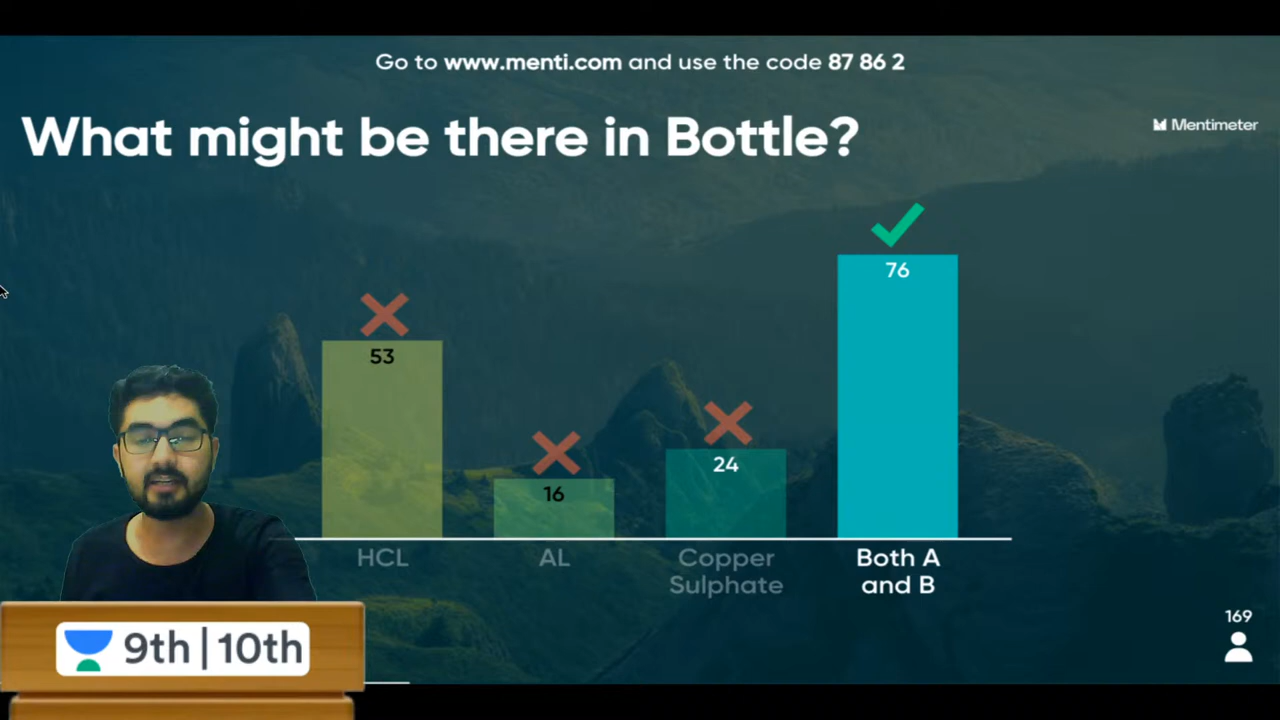 Go to www.menti.com and use the code 87 86 2
What might be there in Bottle?
Mentimeter
76
53
24
16
HCL
AL
Copper
Sulphate
Both A
and B
169
9th | 10th